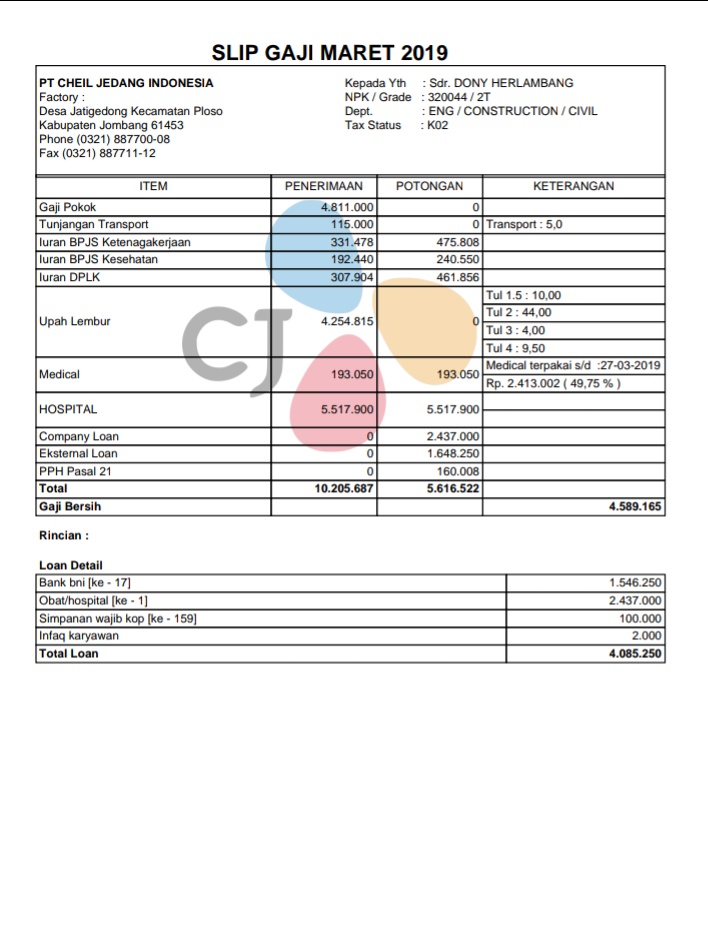 SLIP GAJI MARET 2019
PT CHEIL JEDANG INDONESIA
Factory :
Desa Jatigedong Kecamatan Ploso
Kabupaten Jombang 61453
Phone (0321) 887700-08
Fax (0321) 887711-12
Kepada Yth : Sdr. DONY HERLAMBANG
NPK / Grade : 320044 / 2T
Dept. : ENG / CONSTRUCTION / CIVIL
Tax Status : K02
ITEM PENERIMAAN POTONGAN KETERANGAN
Gaji Pokok 4.811.000 0
Tunjangan Transport 115.000 0 Transport : 5,0
Iuran BPJS Ketenagakerjaan 331.478 475.808
Iuran BPJS Kesehatan 192.440 240.550
Iuran DPLK 307.904 461.856
Upah Lembur 4.254.815 0
Tul 1.5 : 10,00
Tul 2 : 44,00
Tul 3 : 4,00
Tul 4 : 9,50
Medical 193.050 193.050
Medical terpakai s/d :27-03-2019
Rp. 2.413.002 ( 49,75 % )
HOSPITAL 5.517.900 5.517.900
Company Loan 0 2.437.000
Eksternal Loan 0 1.648.250
PPH Pasal 21 0 160.008
Total 10.205.687 5.616.522
Gaji Bersih 4.589.165
CJ
Rincian :
Loan Detail
Bank bni [ke - 17] 1.546.250
Obat/hospital [ke - 1] 2.437.000
Simpanan wajib kop [ke - 159] 100.000
Infaq karyawan 2.000
Total Loan 4.085.250